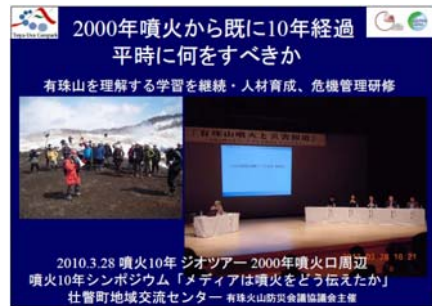 2000年噴火から既に10年経過
平時に何をすべきか
有珠山を理解する学習を継続・人材育成、危機管理研修
2010.3.28 噴火10年 ジオツアー 2000年噴火口周辺
噴火10年シンポジウム「メディアは噴火をどう伝えたか」
壮瞥町地域交流センター 有珠火山防災会議協議会主催